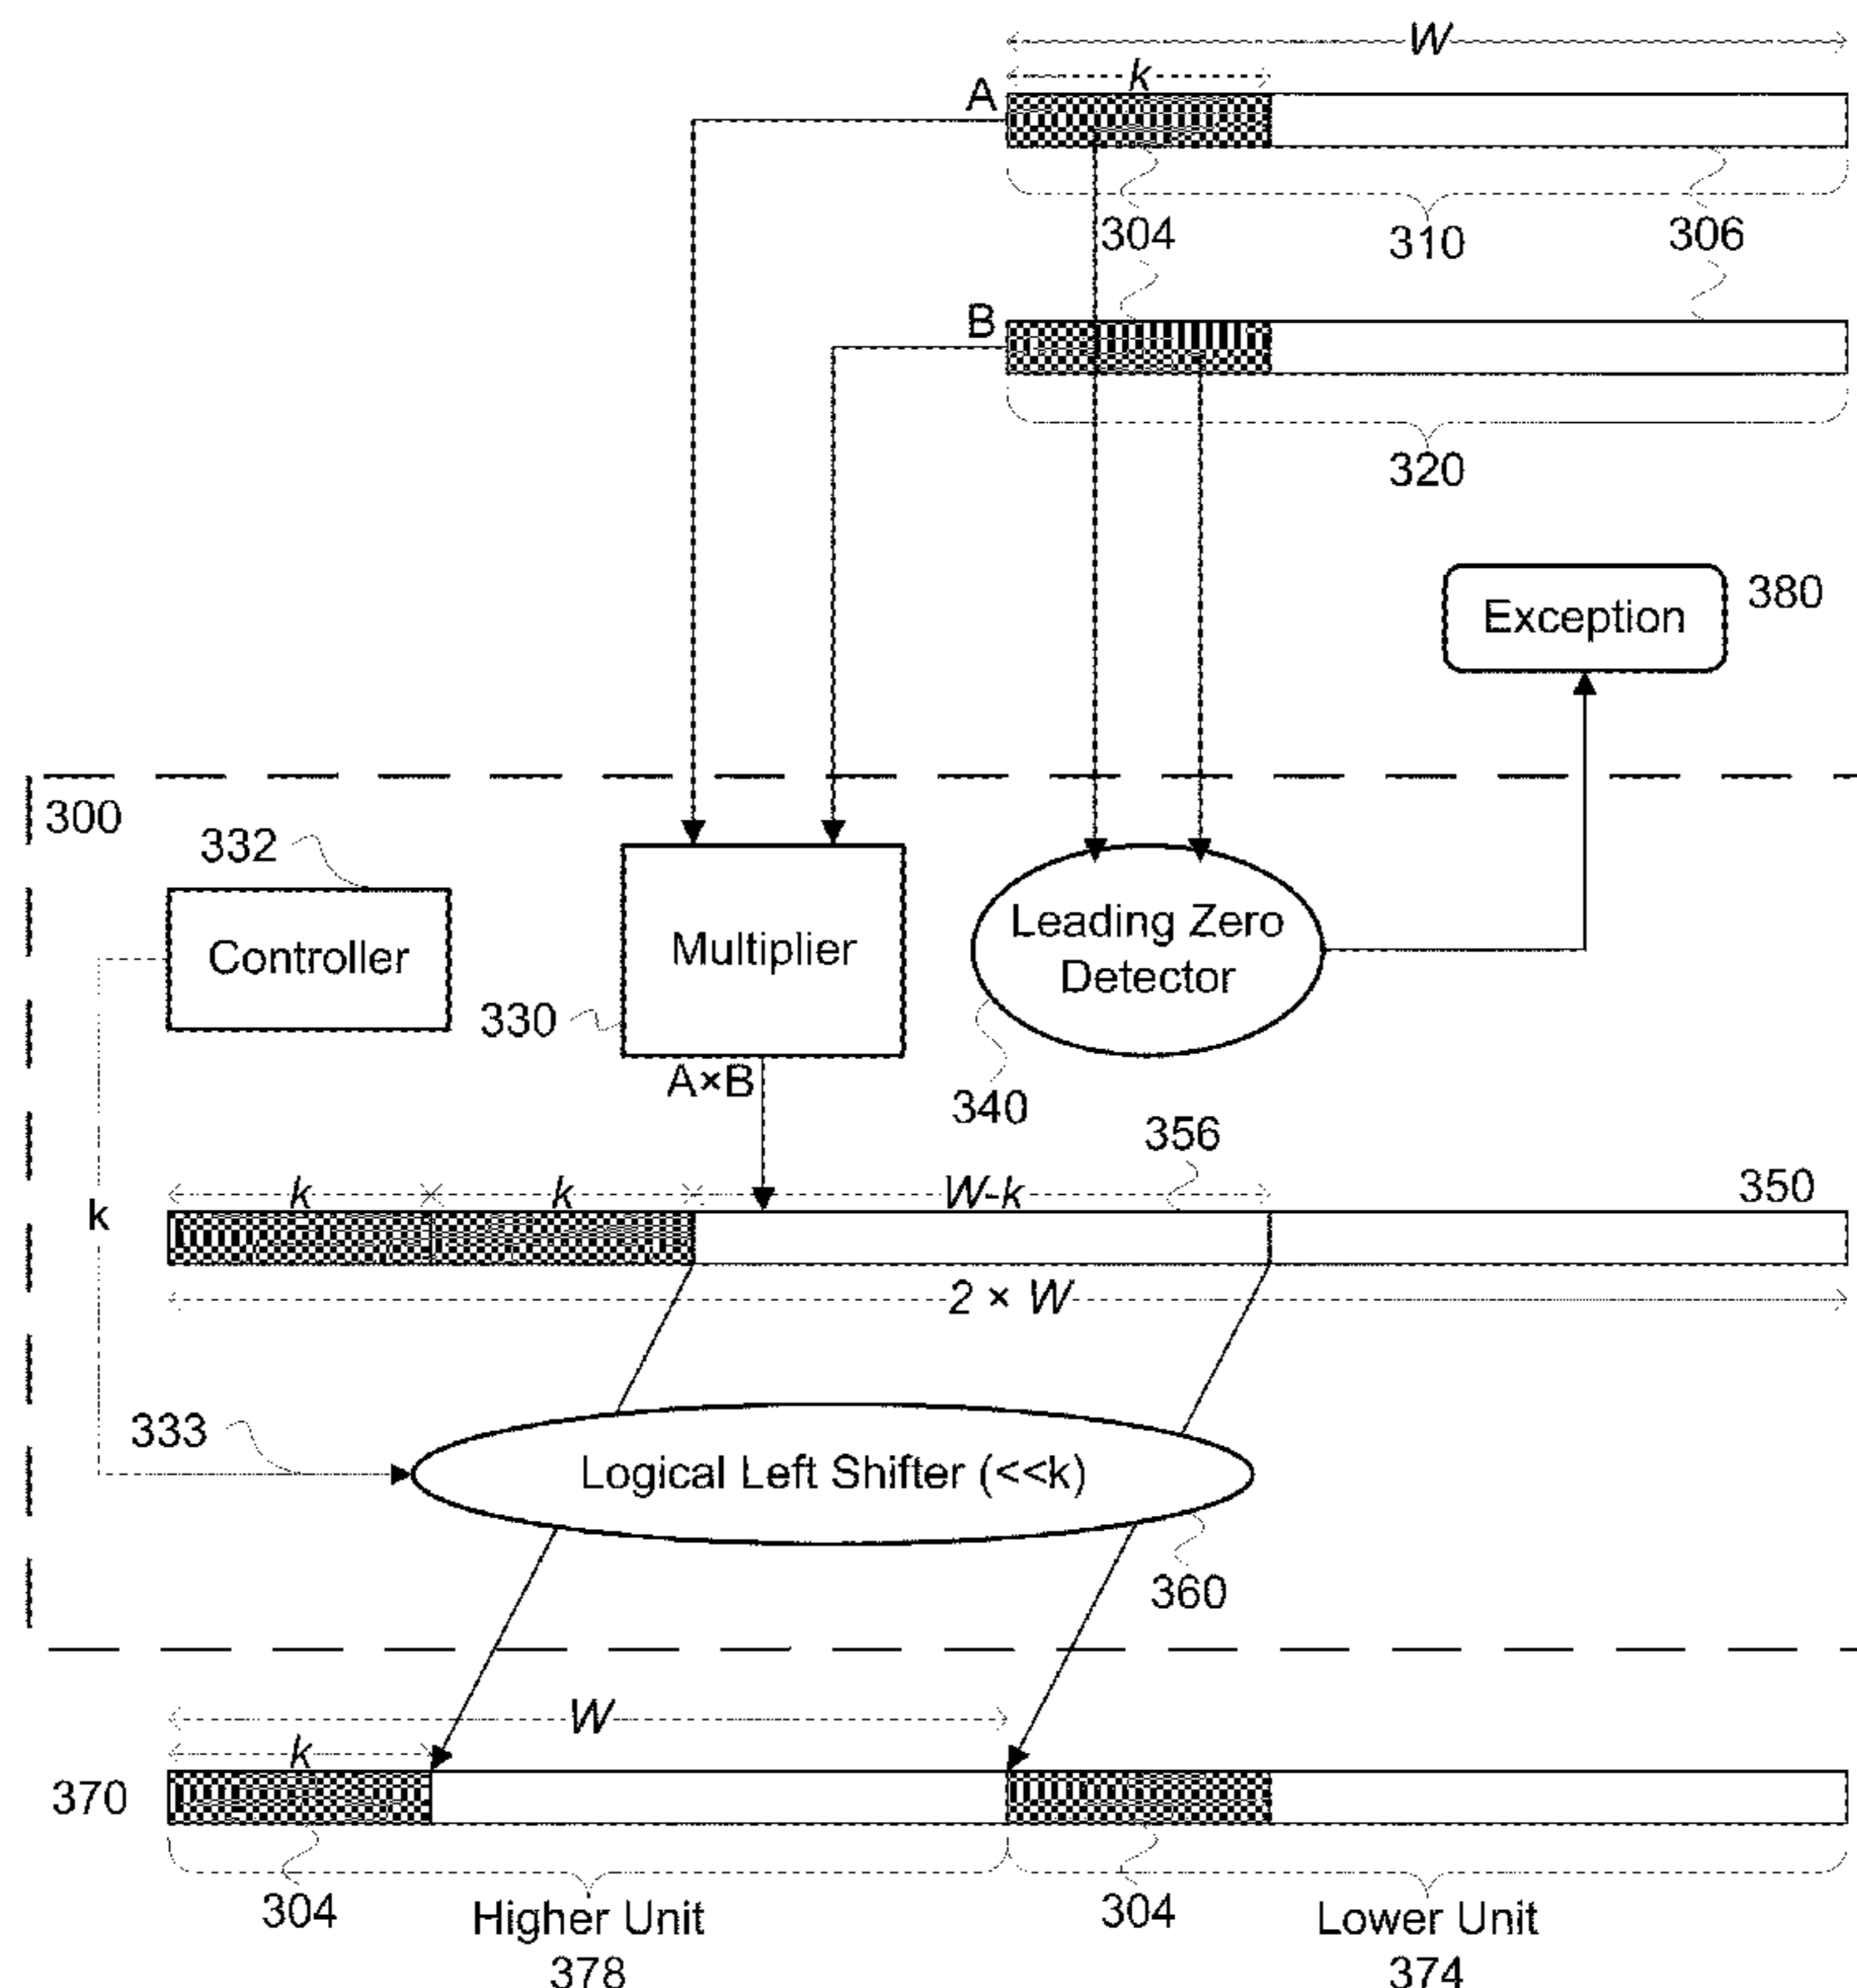 W
k
A
304
310
306
B
320
Exception
380
300
332
Controller
Multiplier
Leading Zero
Detector
330
A×B
340
356
k
k
k
W-k
350
2 × W
333
Logical Left Shifter (<<k)
360
W
k
370
304
Higher Unit
378
304
Lower Unit
374